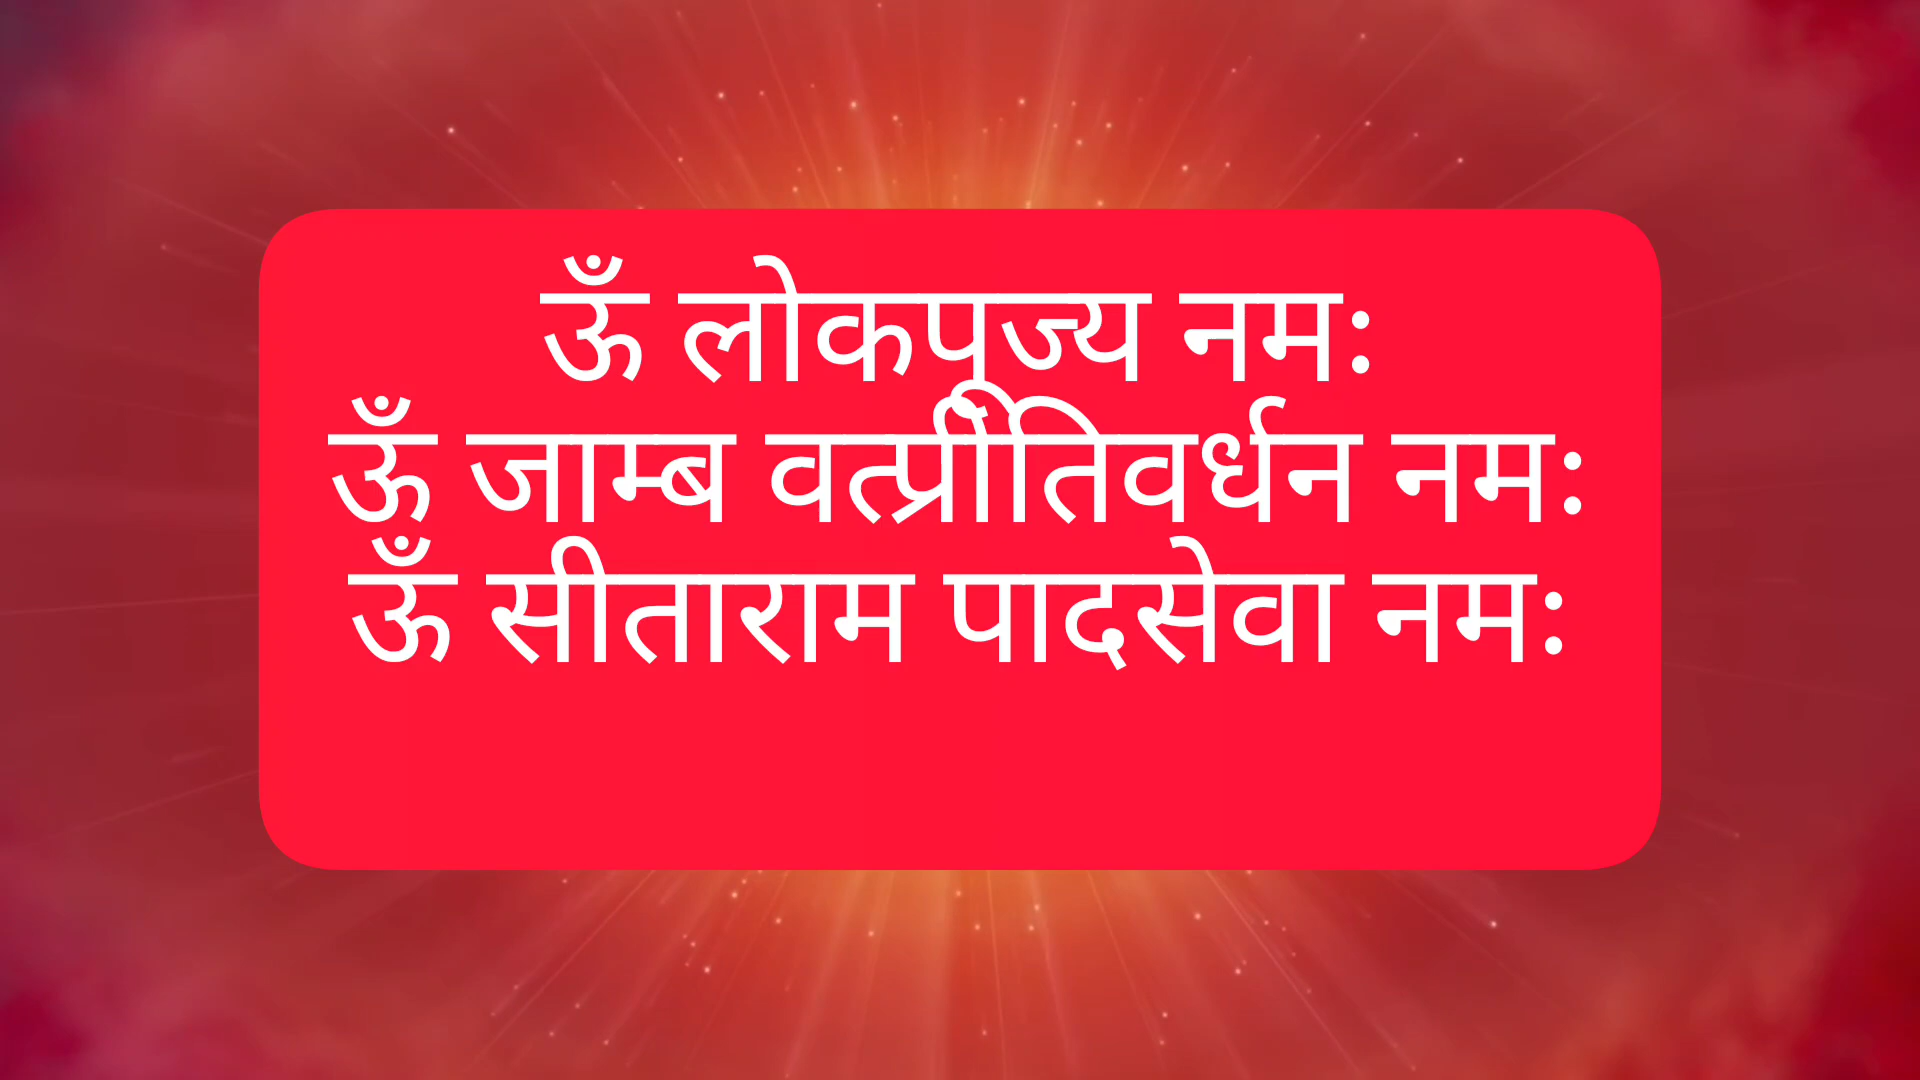 ऊँ लोकपूज्य नमः
ऊँ जाम्ब वत्प्रीतिवर्धन नमः
ऊँ सीताराम पादसेवा नमः